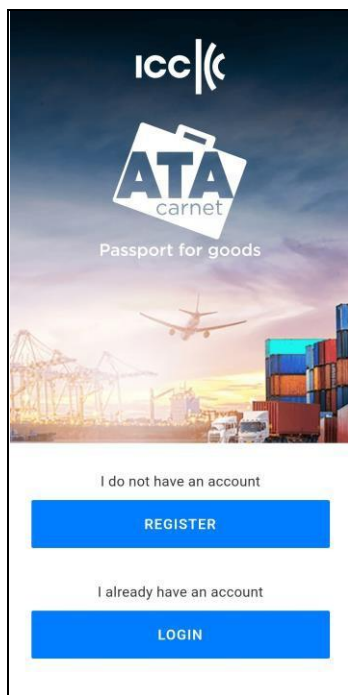 ICC
ATA
carnet
Passport for goods
I do not have an account
REGISTER
I already have an account
LOGIN